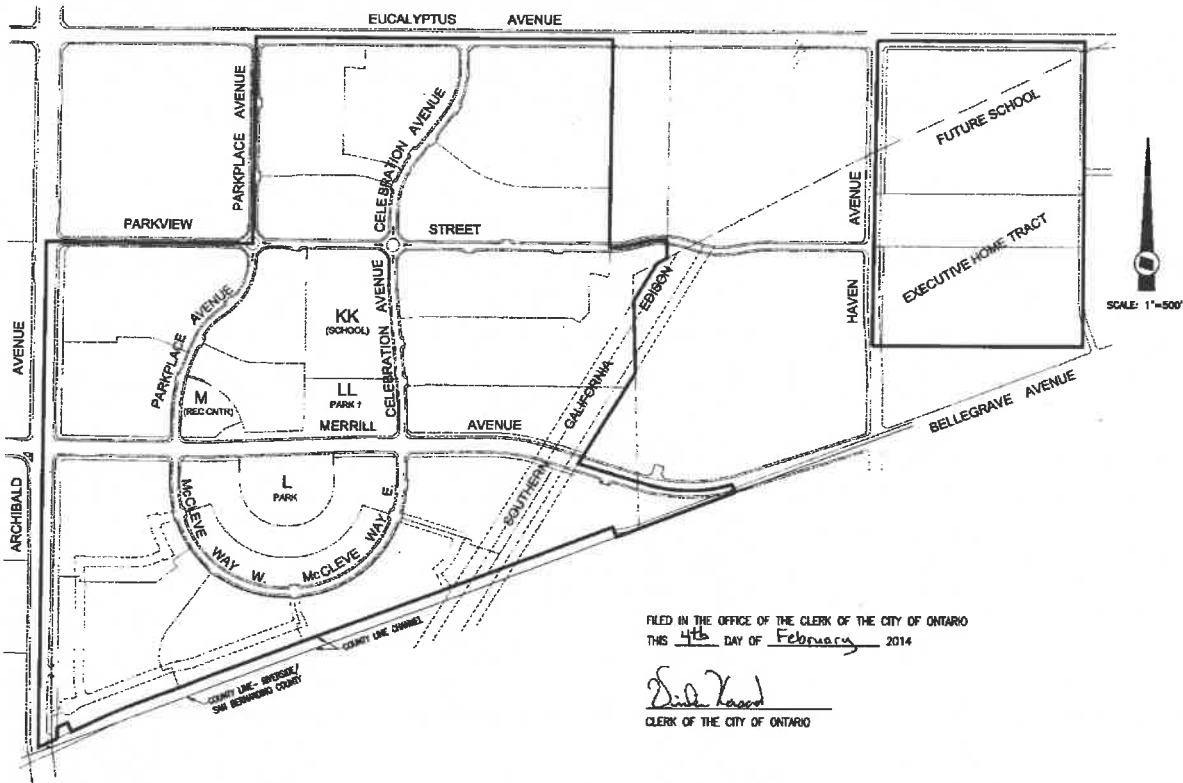 EUCALYPTUS AVENUE
PARKPLACE AVENUE
CELEBRATION AVENUE
FUTURE SCHOOL
AVENUE
PARKVIEW
STREET
EXECUTIVE HOME TRACT
HAVEN
SCALE: 1"=500'
EDISON
AVENUE
PARKPLACE AVENUE
KK
(SCHOOL)
CELEBRATION AVENUE
CALIFORNIA
M
(REC CNTR)
LL
PARK
MERRILL
AVENUE
BELLEGRAVE AVENUE
SOUTHERN
ARCHIBALD
L
PARK
McCLEVE WAY W.
McCLEVE WAY E.
COUNTY LINE CHANNEL
COUNTY LINE- RIVERSIDE/
SAN BERNARDINO COUNTY
FILED IN THE OFFICE OF THE CLERK OF THE CITY OF ONTARIO
THIS 4th DAY OF February 2014
CLERK OF THE CITY OF ONTARIO